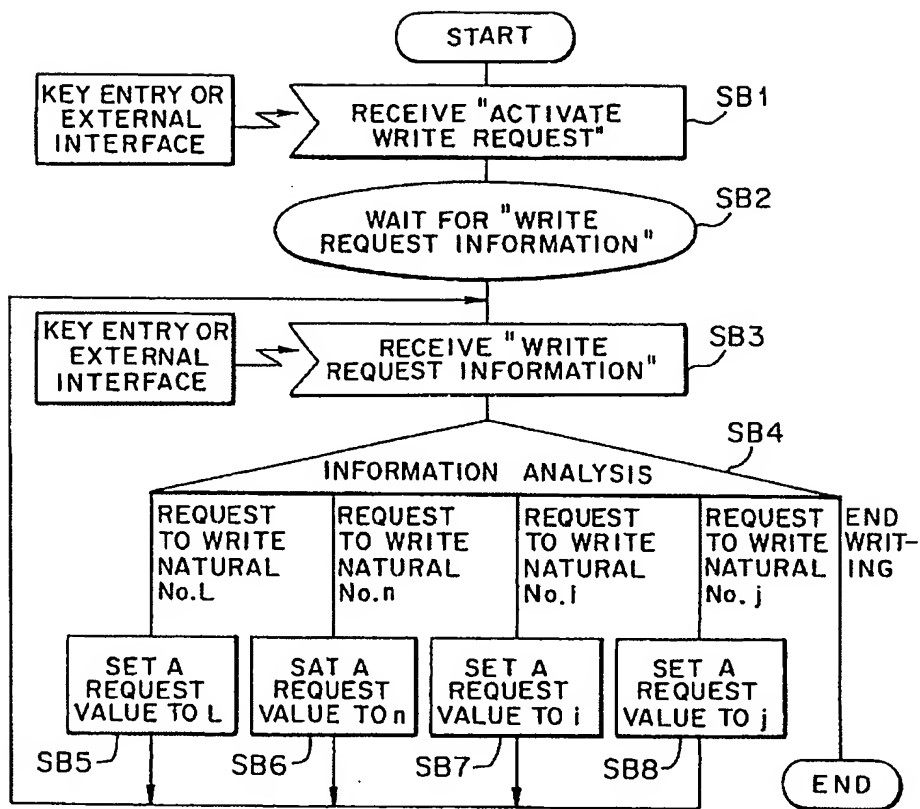 START
KEY ENTRY OR
EXTERNAL
INTERFACE
RECEIVE "ACTIVATE
WRITE REQUEST"
SB1
WAIT FOR "WRITE
REQUEST INFORMATION"
SB2
KEY ENTRY OR
EXTERNAL
INTERFACE
RECEIVE "WRITE
REQUEST INFORMATION"
SB3
INFORMATION ANALYSIS
SB4
REQUEST
TO WRITE
NATURAL
No.L
REQUEST
TO WRITE
NATURAL
No.n
REQUEST
TO WRITE
NATURAL
No.i
REQUEST
TO WRITE
NATURAL
No.j
END
WRIT-
ING
SET A
REQUEST
VALUE TO L
SB5
SAT A
REQUEST
VALUE TO n
SB6
SET A
REQUEST
VALUE TO i
SB7
SET A
REQUEST
VALUE TO j
SB8
END